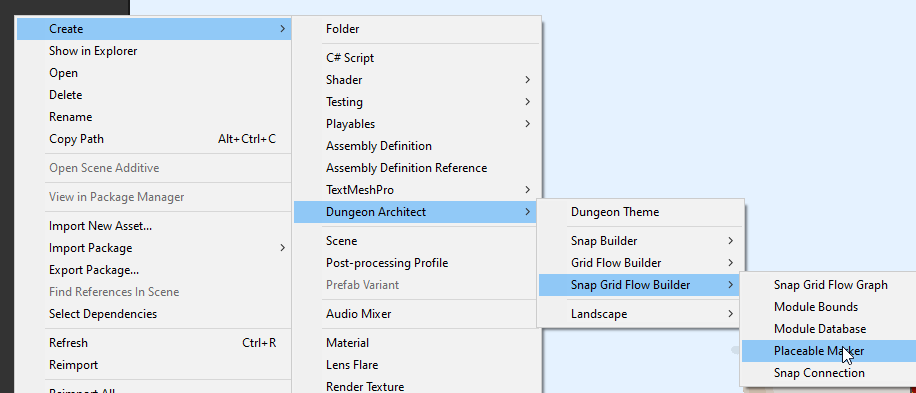 Create
Show in Explorer
Open
Delete
Rename
Copy Path Alt+Ctrl+C
Open Scene Additive
View in Package Manager
Import New Asset...
Import Package
Export Package...
Find References In Scene
Select Dependencies
Refresh Ctrl+R
Reimport
Reimport All
Folder
C# Script
Shader
Testing
Playables
Assembly Definition
Assembly Definition Reference
TextMeshPro
Dungeon Architect
Scene
Post-processing Profile
Prefab Variant
Audio Mixer
Material
Lens Flare
Render Texture
Dungeon Theme
Snap Builder
Grid Flow Builder
Snap Grid Flow Builder
Landscape
Snap Grid Flow Graph
Module Bounds
Module Database
Placeable Marker
Snap Connection